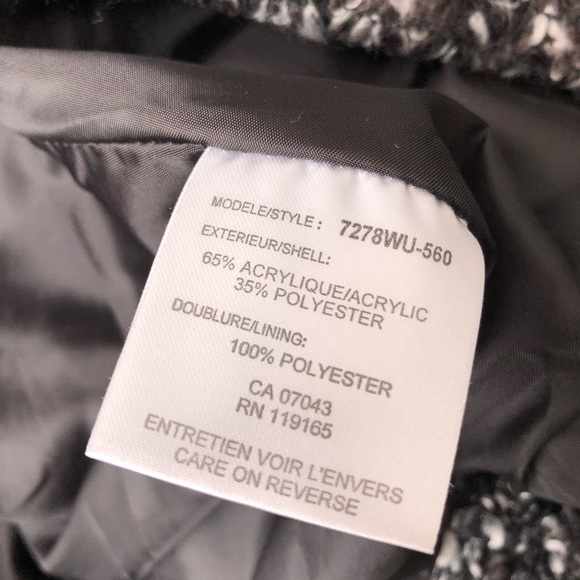 MODELE/STYLE : 7278WU-560
EXTERIEUR/SHELL:
65% ACRYLIQUE/ACRYLIC
35% POLYESTER
DOUBLURE/LINING:
100% POLYESTER
CA 07043
RN 119165
ENTRETIEN VOIR L'ENVERS
CARE ON REVERSE